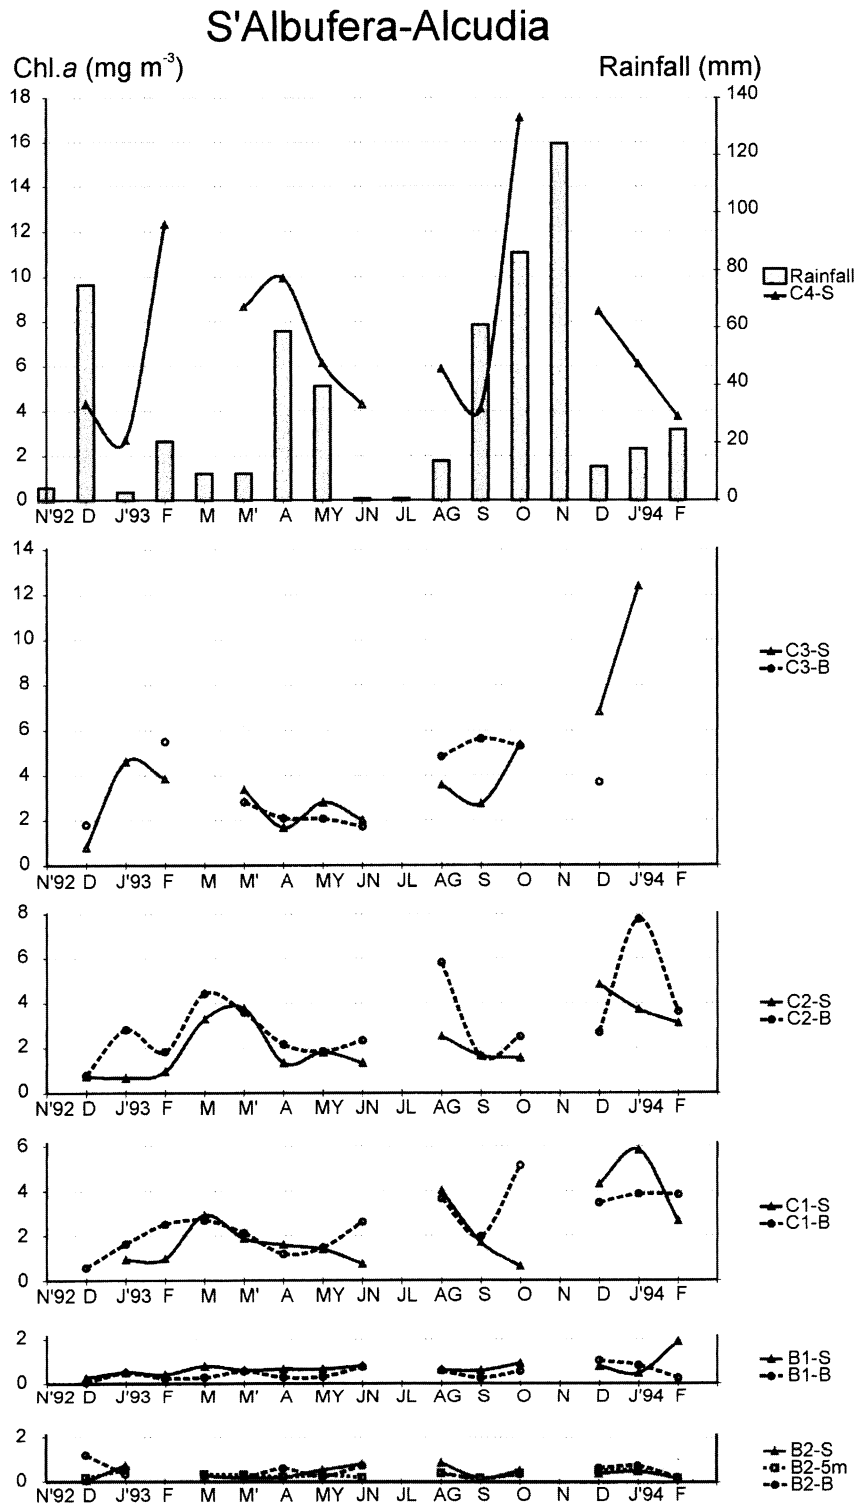 S'Albufera-Alcudia
Chl.a (mg m⁻³) Rainfall (mm)
18 140
16 120
14
12 100
10 80
8 60
6 40
4
2 20
0 0
Rainfall
C4-S
N'92 D J'93 F M M' A MY JN JL AG S O N D J'94 F
14
12
10
8
6
4
2
0
C3-S
C3-B
N'92 D J'93 F M M' A MY JN JL AG S O N D J'94 F
8
6
4
2
0
C2-S
C2-B
N'92 D J'93 F M M' A MY JN JL AG S O N D J'94 F
6
4
2
0
C1-S
C1-B
N'92 D J'93 F M M' A MY JN JL AG S O N D J'94 F
2
0
B1-S
B1-B
N'92 D J'93 F M M' A MY JN JL AG S O N D J'94 F
2
0
B2-S
B2-5m
B2-B
N'92 D J'93 F M M' A MY JN JL AG S O N D J'94 F